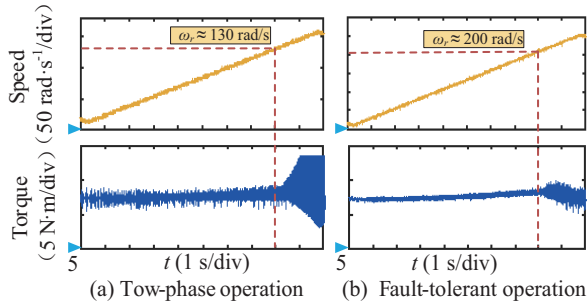 ωr ≈ 130 rad/s
ωr ≈ 200 rad/s
Speed
(50 rad·s⁻¹/div)
Torque
(5 N·m/div)
5 t (1 s/div) 5 t (1 s/div)
(a) Tow-phase operation (b) Fault-tolerant operation